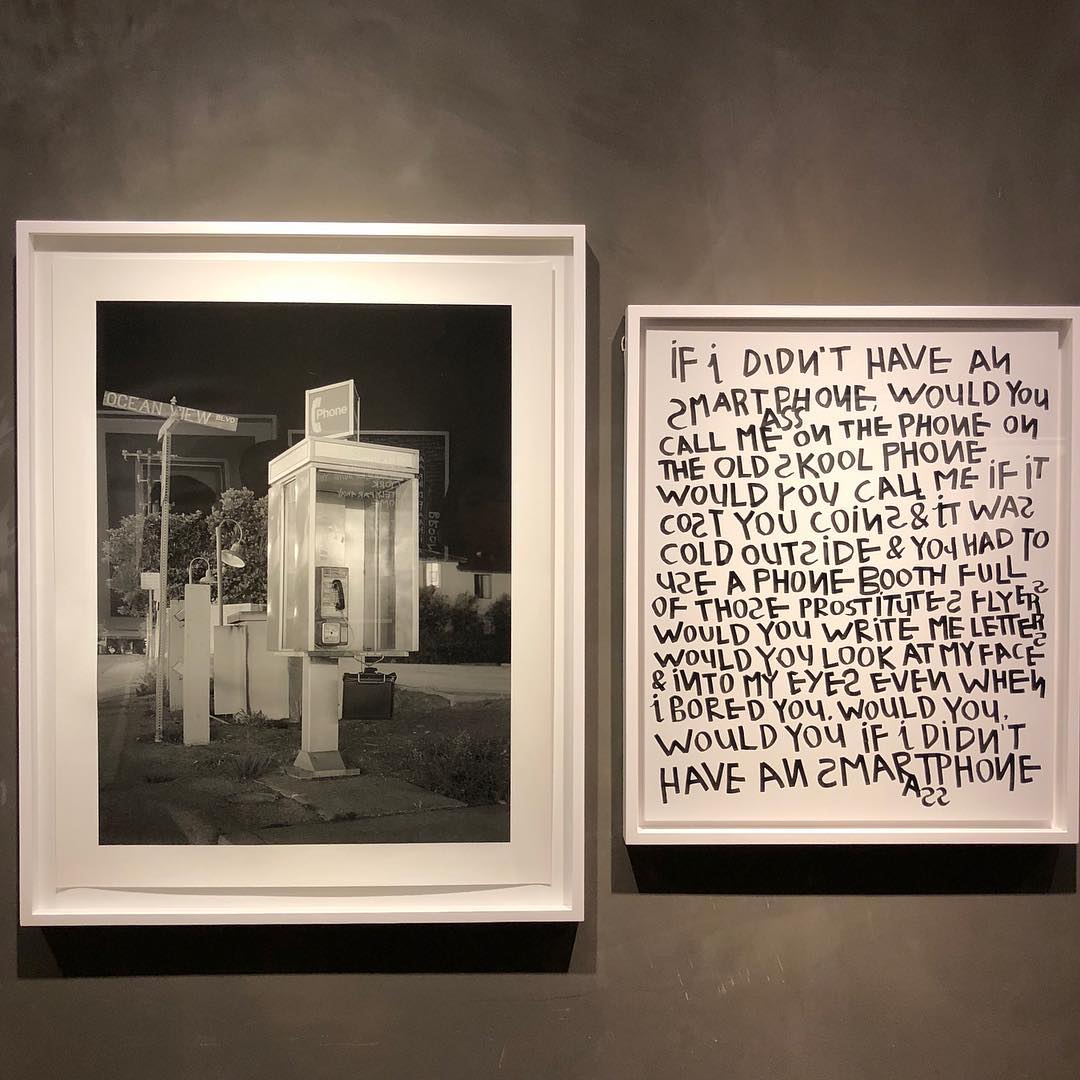 OCEAN VIEW BLVD
Phone
IF i DIDN'T HAVE AN
SMARTPHONE, WOULD YOU
ASS
CALL ME ON THE PHONE ON
THE OLD SKOOL PHONE
WOULD YOU CALL ME IF IT
COST YOU COINS & iT WAS
COLD OUTSIDE & YOU HAD TO
USE A PHONE BOOTH FULL
OF THOSE PROSTITUTES FLYERS
WOULD YOU WRITE ME LETTERS
WOULD YOU LOOK AT MY FACE
& INTO MY EYES EVEN WHEN
i BORED YOU. WOULD YOU.
WOULD YOU IF i DIDN'T
HAVE AN SMARTPHONE
ASS